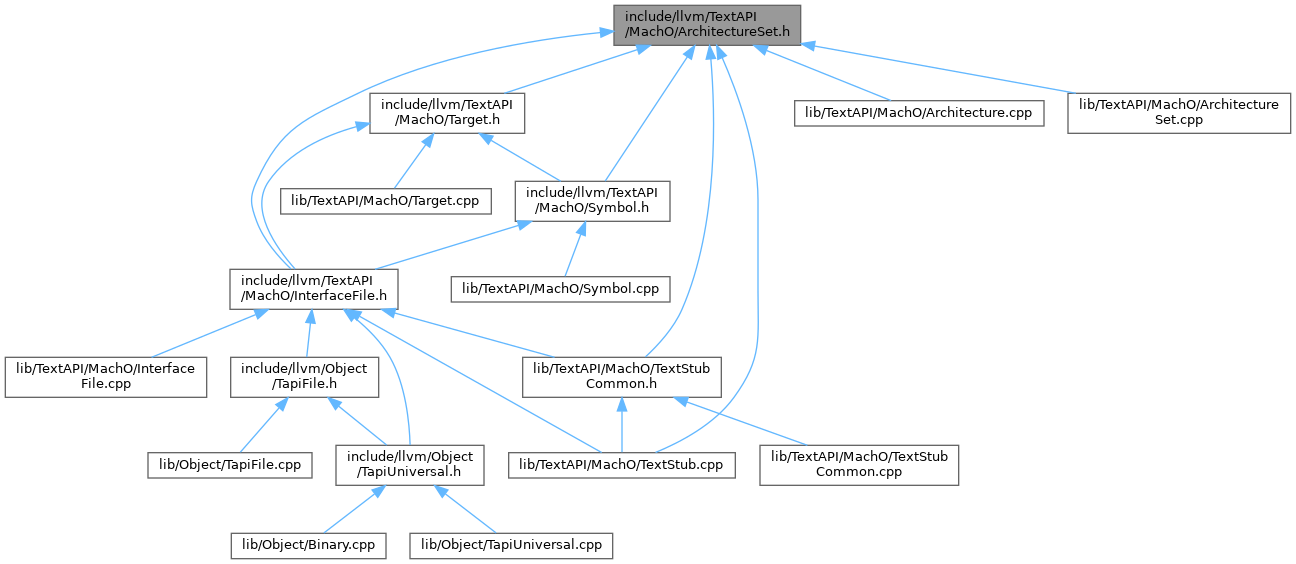 include/llvm/TextAPI
/MachO/ArchitectureSet.h
include/llvm/TextAPI
/MachO/Target.h
lib/TextAPI/MachO/Architecture.cpp
lib/TextAPI/MachO/Architecture
Set.cpp
lib/TextAPI/MachO/Target.cpp
include/llvm/TextAPI
/MachO/Symbol.h
include/llvm/TextAPI
/MachO/InterfaceFile.h
lib/TextAPI/MachO/Symbol.cpp
lib/TextAPI/MachO/Interface
File.cpp
include/llvm/Object
/TapiFile.h
lib/TextAPI/MachO/TextStub
Common.h
lib/Object/TapiFile.cpp
include/llvm/Object
/TapiUniversal.h
lib/TextAPI/MachO/TextStub.cpp
lib/TextAPI/MachO/TextStub
Common.cpp
lib/Object/Binary.cpp
lib/Object/TapiUniversal.cpp